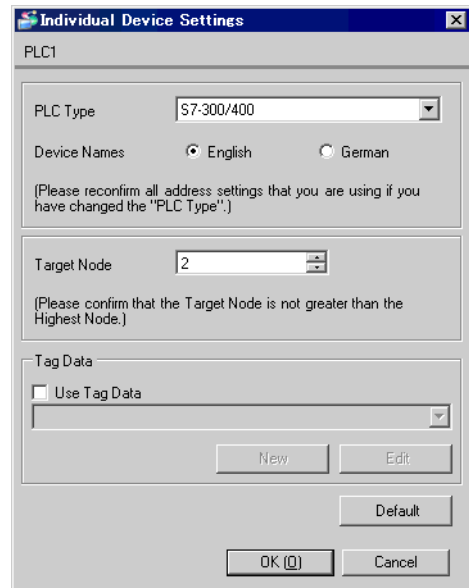 Individual Device Settings
PLC1
PLC Type
S7-300/400
Device Names
English
German
(Please reconfirm all address settings that you are using if you
have changed the "PLC Type".)
Target Node
2
(Please confirm that the Target Node is not greater than the
Highest Node.)
Tag Data
Use Tag Data
New
Edit
Default
OK (O)
Cancel